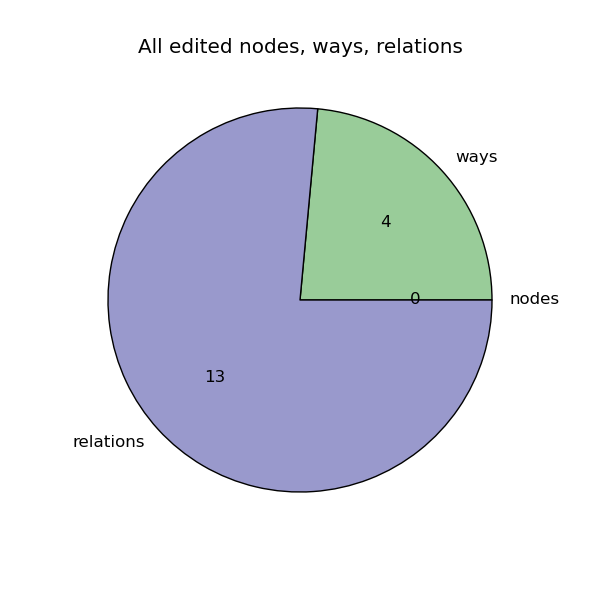 All edited nodes, ways, relations
ways
4
0
nodes
13
relations